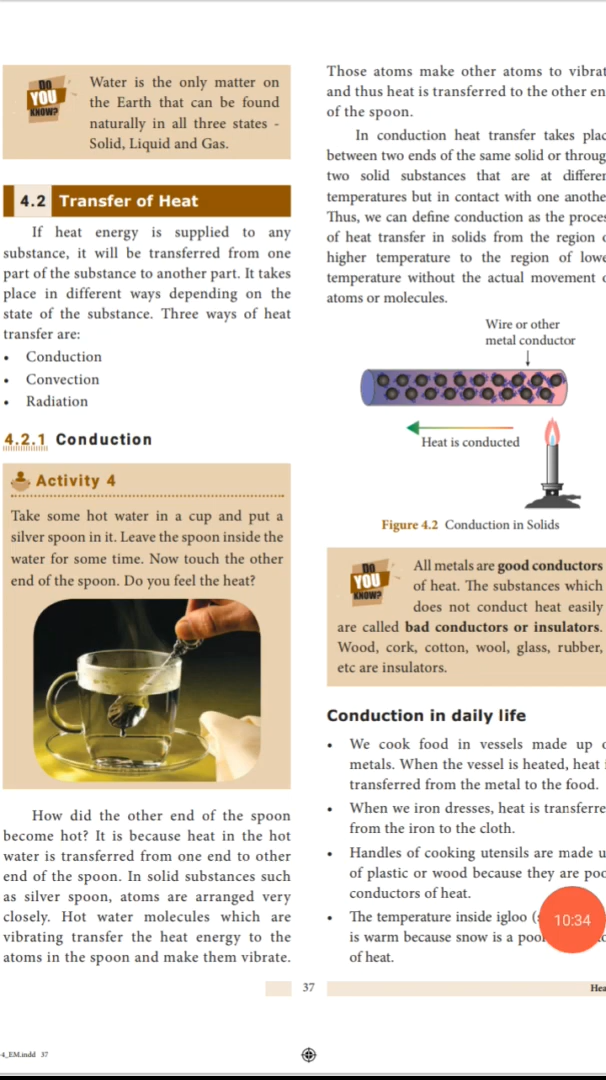 DO
YOU
KNOW?
Water is the only matter on
the Earth that can be found
naturally in all three states -
Solid, Liquid and Gas.
4.2 Transfer of Heat
If heat energy is supplied to any
substance, it will be transferred from one
part of the substance to another part. It takes
place in different ways depending on the
state of the substance. Three ways of heat
transfer are:
• Conduction
• Convection
• Radiation
4.2.1 Conduction
Activity 4
Take some hot water in a cup and put a
silver spoon in it. Leave the spoon inside the
water for some time. Now touch the other
end of the spoon. Do you feel the heat?
How did the other end of the spoon
become hot? It is because heat in the hot
water is transferred from one end to other
end of the spoon. In solid substances such
as silver spoon, atoms are arranged very
closely. Hot water molecules which are
vibrating transfer the heat energy to the
atoms in the spoon and make them vibrate.
Those atoms make other atoms to vibrat
and thus heat is transferred to the other en
of the spoon.
In conduction heat transfer takes plac
between two ends of the same solid or throug
two solid substances that are at differen
temperatures but in contact with one anothe
Thus, we can define conduction as the proces
of heat transfer in solids from the region
higher temperature to the region of lowe
temperature without the actual movement
atoms or molecules.
Wire or other
metal conductor
Heat is conducted
Figure 4.2 Conduction in Solids
DO
YOU
KNOW?
All metals are good conductors
of heat. The substances which
does not conduct heat easily
are called bad conductors or insulators.
Wood, cork, cotton, wool, glass, rubber,
etc are insulators.
Conduction in daily life
• We cook food in vessels made up
metals. When the vessel is heated, heat
transferred from the metal to the food.
• When we iron dresses, heat is transferre
from the iron to the cloth.
• Handles of cooking utensils are made u
of plastic or wood because they are poo
conductors of heat.
• The temperature inside igloo
is warm because snow is a poo
of heat.
10:34
37
Hea
4_EM.indd 37